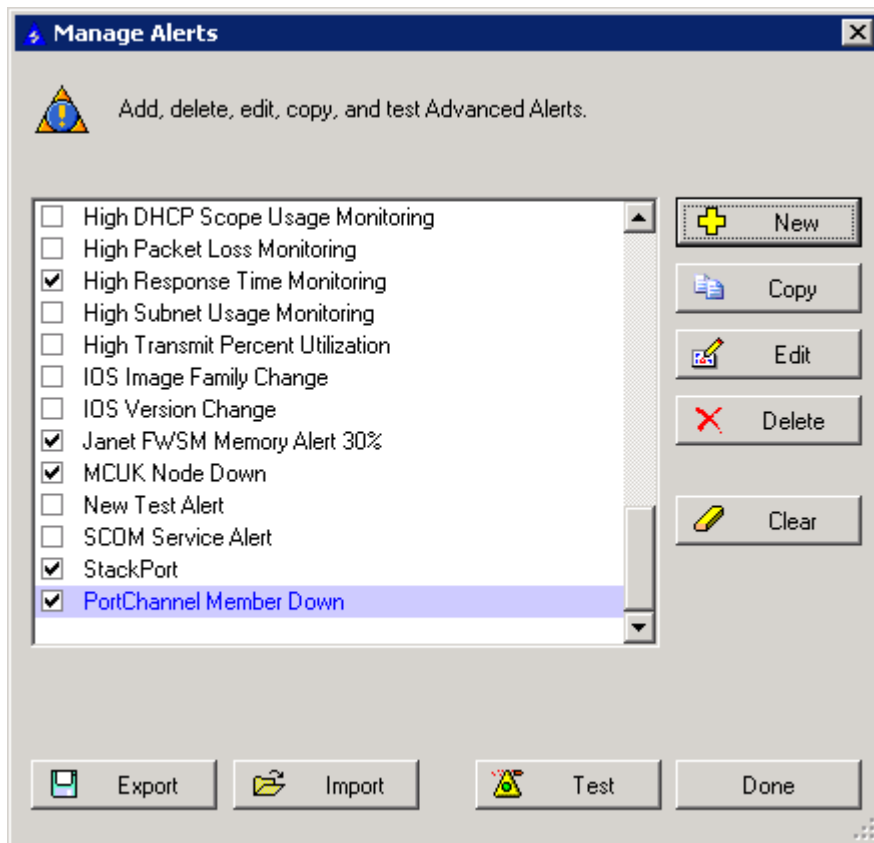 Manage Alerts
Add, delete, edit, copy, and test Advanced Alerts.
High DHCP Scope Usage Monitoring
High Packet Loss Monitoring
High Response Time Monitoring
High Subnet Usage Monitoring
High Transmit Percent Utilization
IOS Image Family Change
IOS Version Change
Janet FWSM Memory Alert 30%
MCUK Node Down
New Test Alert
SCOM Service Alert
StackPort
PortChannel Member Down
New
Copy
Edit
Delete
Clear
Export
Import
Test
Done